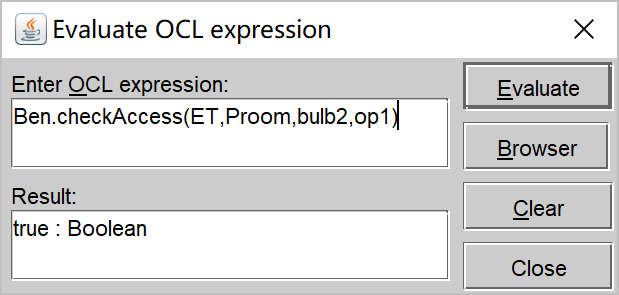 Evaluate OCL expression
Enter OCL expression:
Ben.checkAccess(ET,Proom,bulb2,op1)
Result:
true : Boolean
Evaluate
Browser
Clear
Close